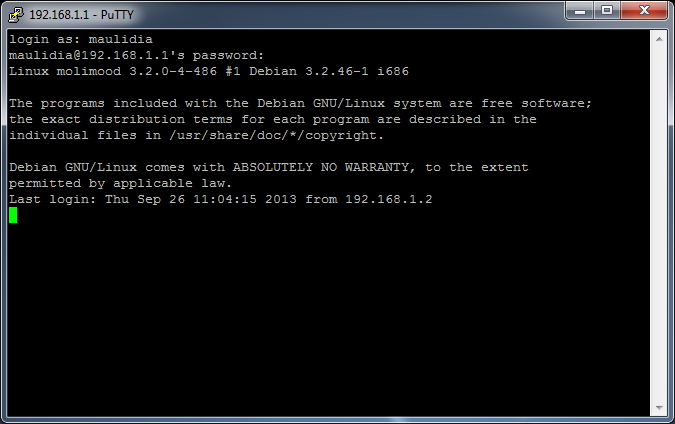 192.168.1.1 - PuTTY
login as: maulidia
maulidia@192.168.1.1's password:
Linux molimood 3.2.0-4-486 #1 Debian 3.2.46-1 i686
The programs included with the Debian GNU/Linux system are free software;
the exact distribution terms for each program are described in the
individual files in /usr/share/doc/*/copyright.
Debian GNU/Linux comes with ABSOLUTELY NO WARRANTY, to the extent
permitted by applicable law.
Last login: Thu Sep 26 11:04:15 2013 from 192.168.1.2